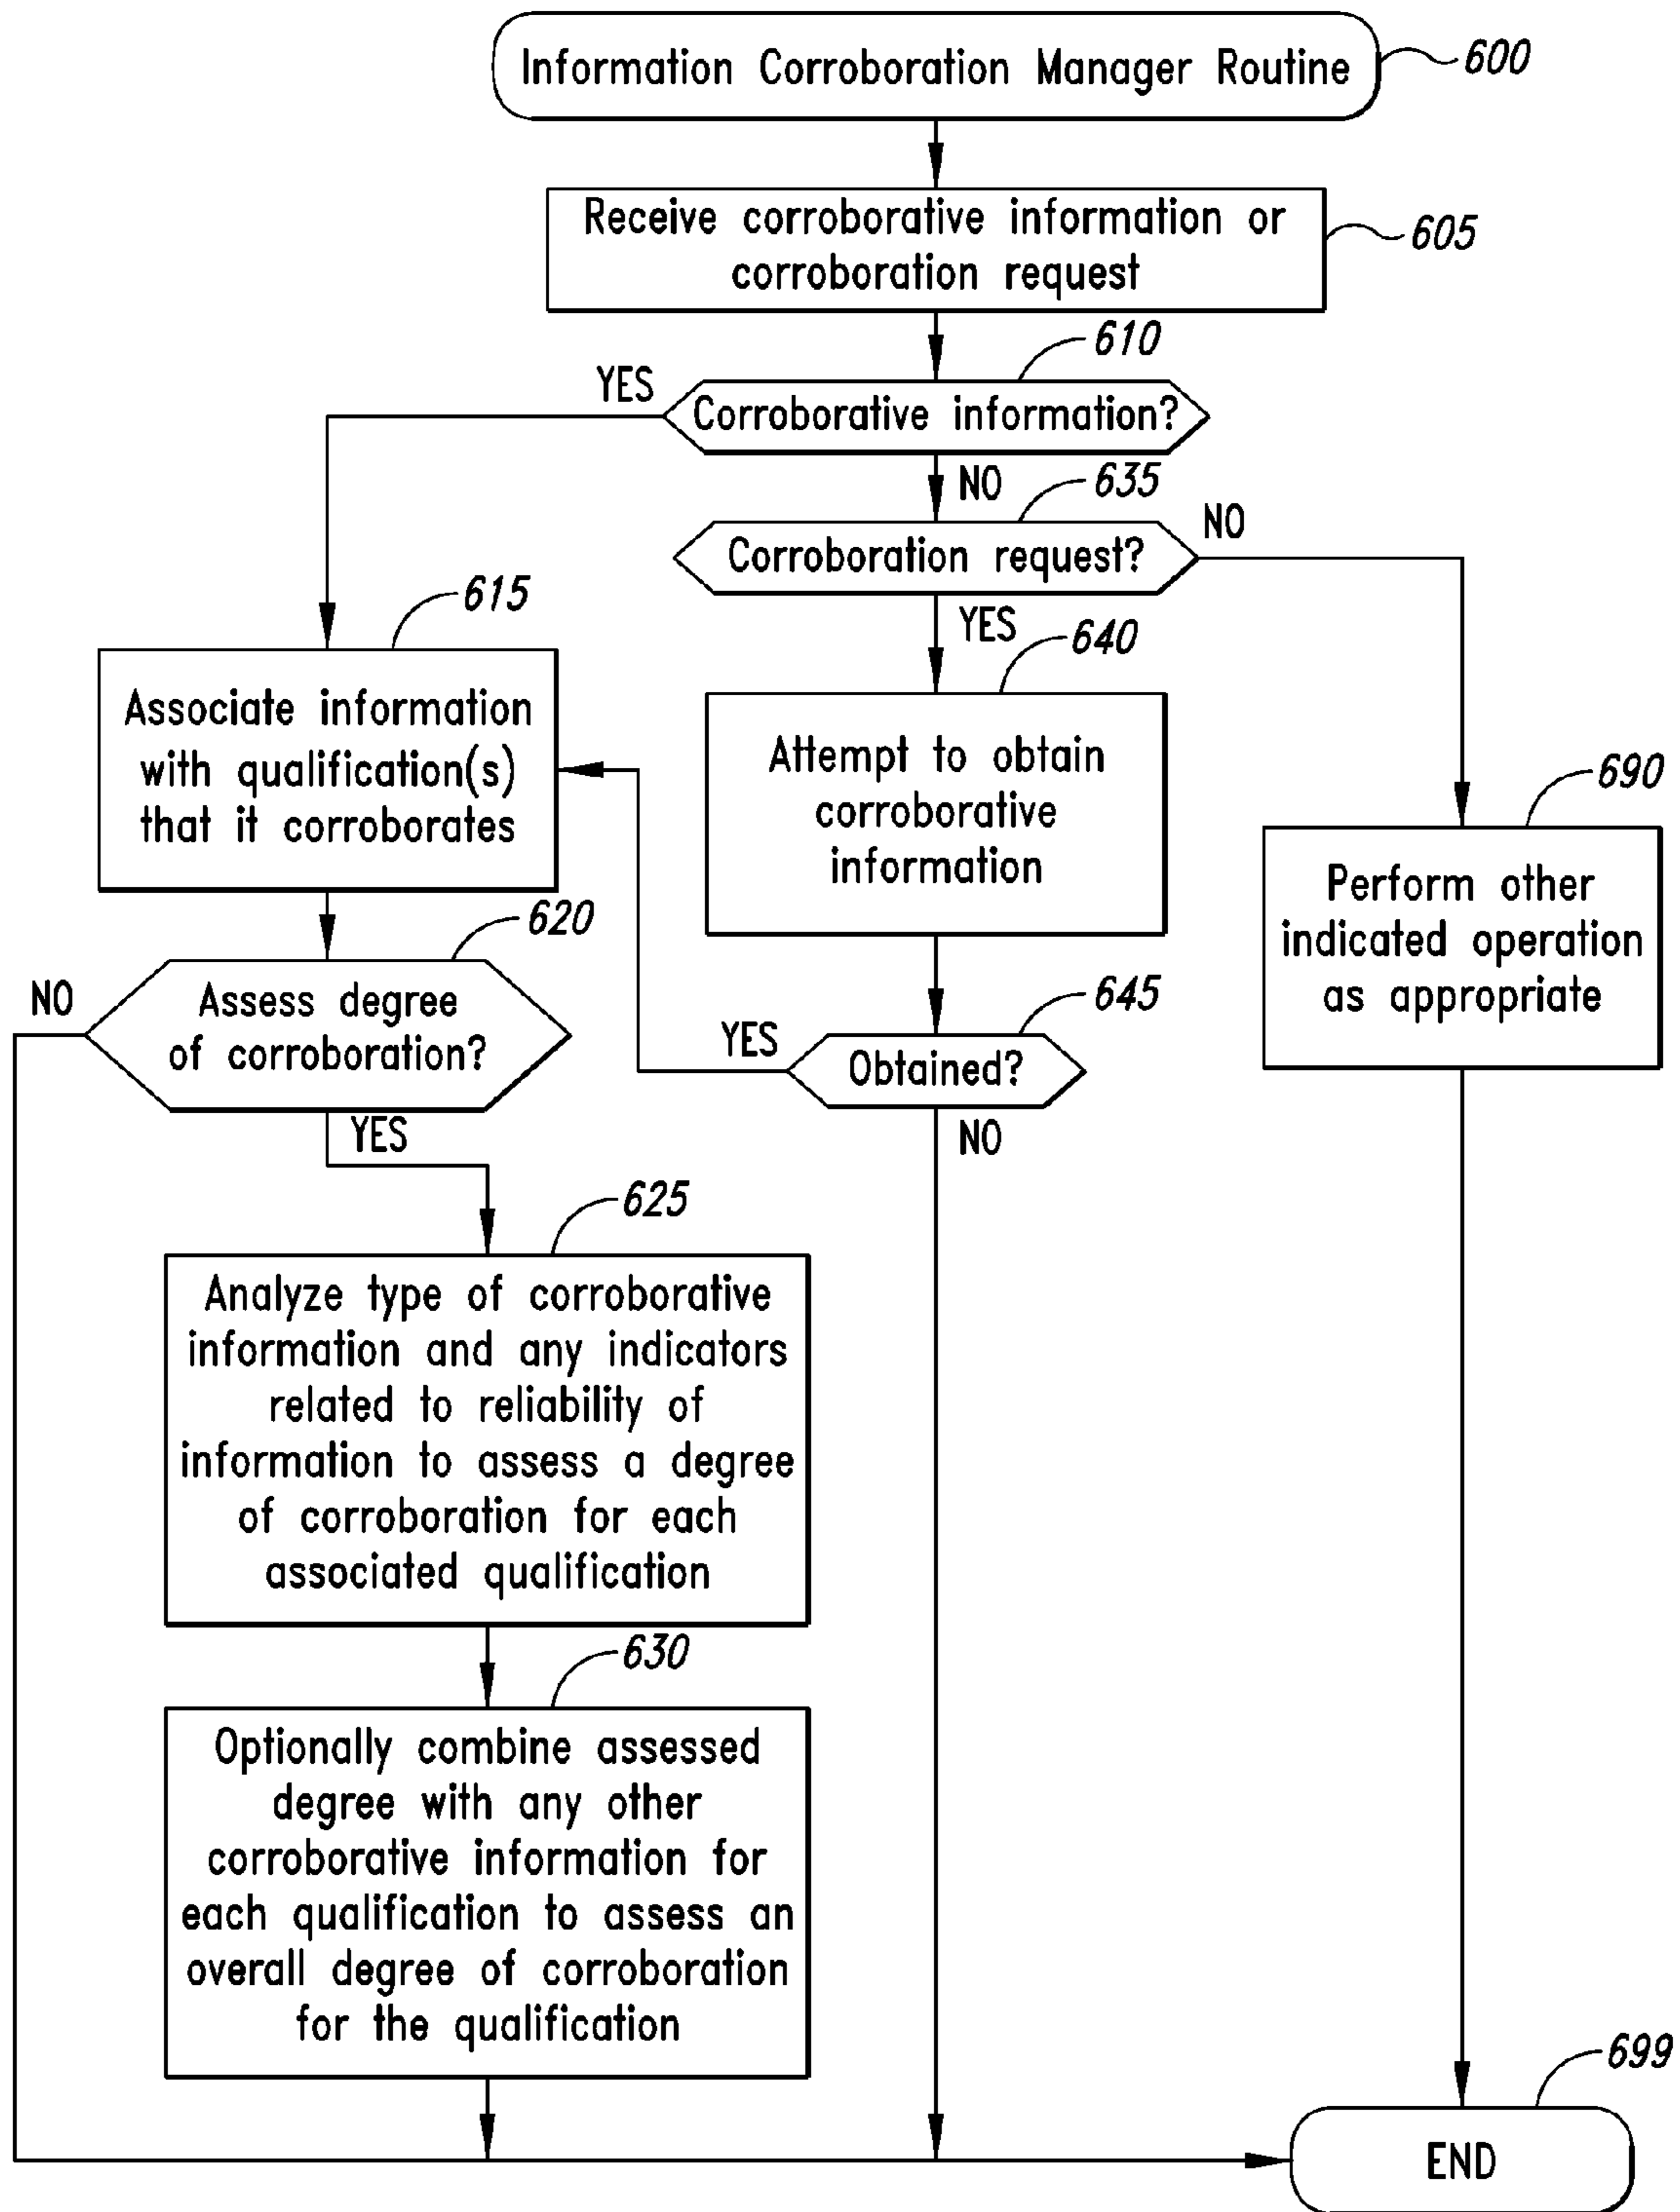 Information Corroboration Manager Routine
600
Receive corroborative information or
corroboration request
605
610
YES
Corroborative information?
NO
635
NO
Corroboration request?
615
YES
640
Associate information
with qualification(s)
that it corroborates
Attempt to obtain
corroborative
information
690
Perform other
indicated operation
as appropriate
620
NO
Assess degree
of corroboration?
645
YES
Obtained?
YES
NO
625
Analyze type of corroborative
information and any indicators
related to reliability of
information to assess a degree
of corroboration for each
associated qualification
630
Optionally combine assessed
degree with any other
corroborative information for
each qualification to assess an
overall degree of corroboration
for the qualification
699
END